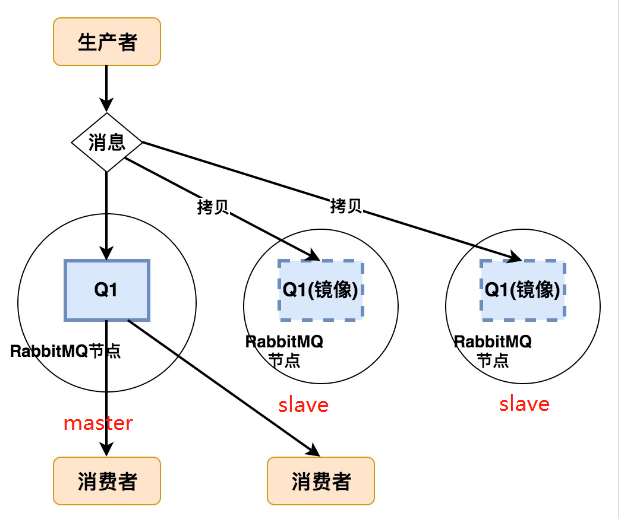 生产者
消息
拷贝
拷贝
Q1
Q1(镜像)
Q1(镜像)
RabbitMQ节点
RabbitMQ
节点
RabbitMQ
节点
master
slave
slave
消费者
消费者